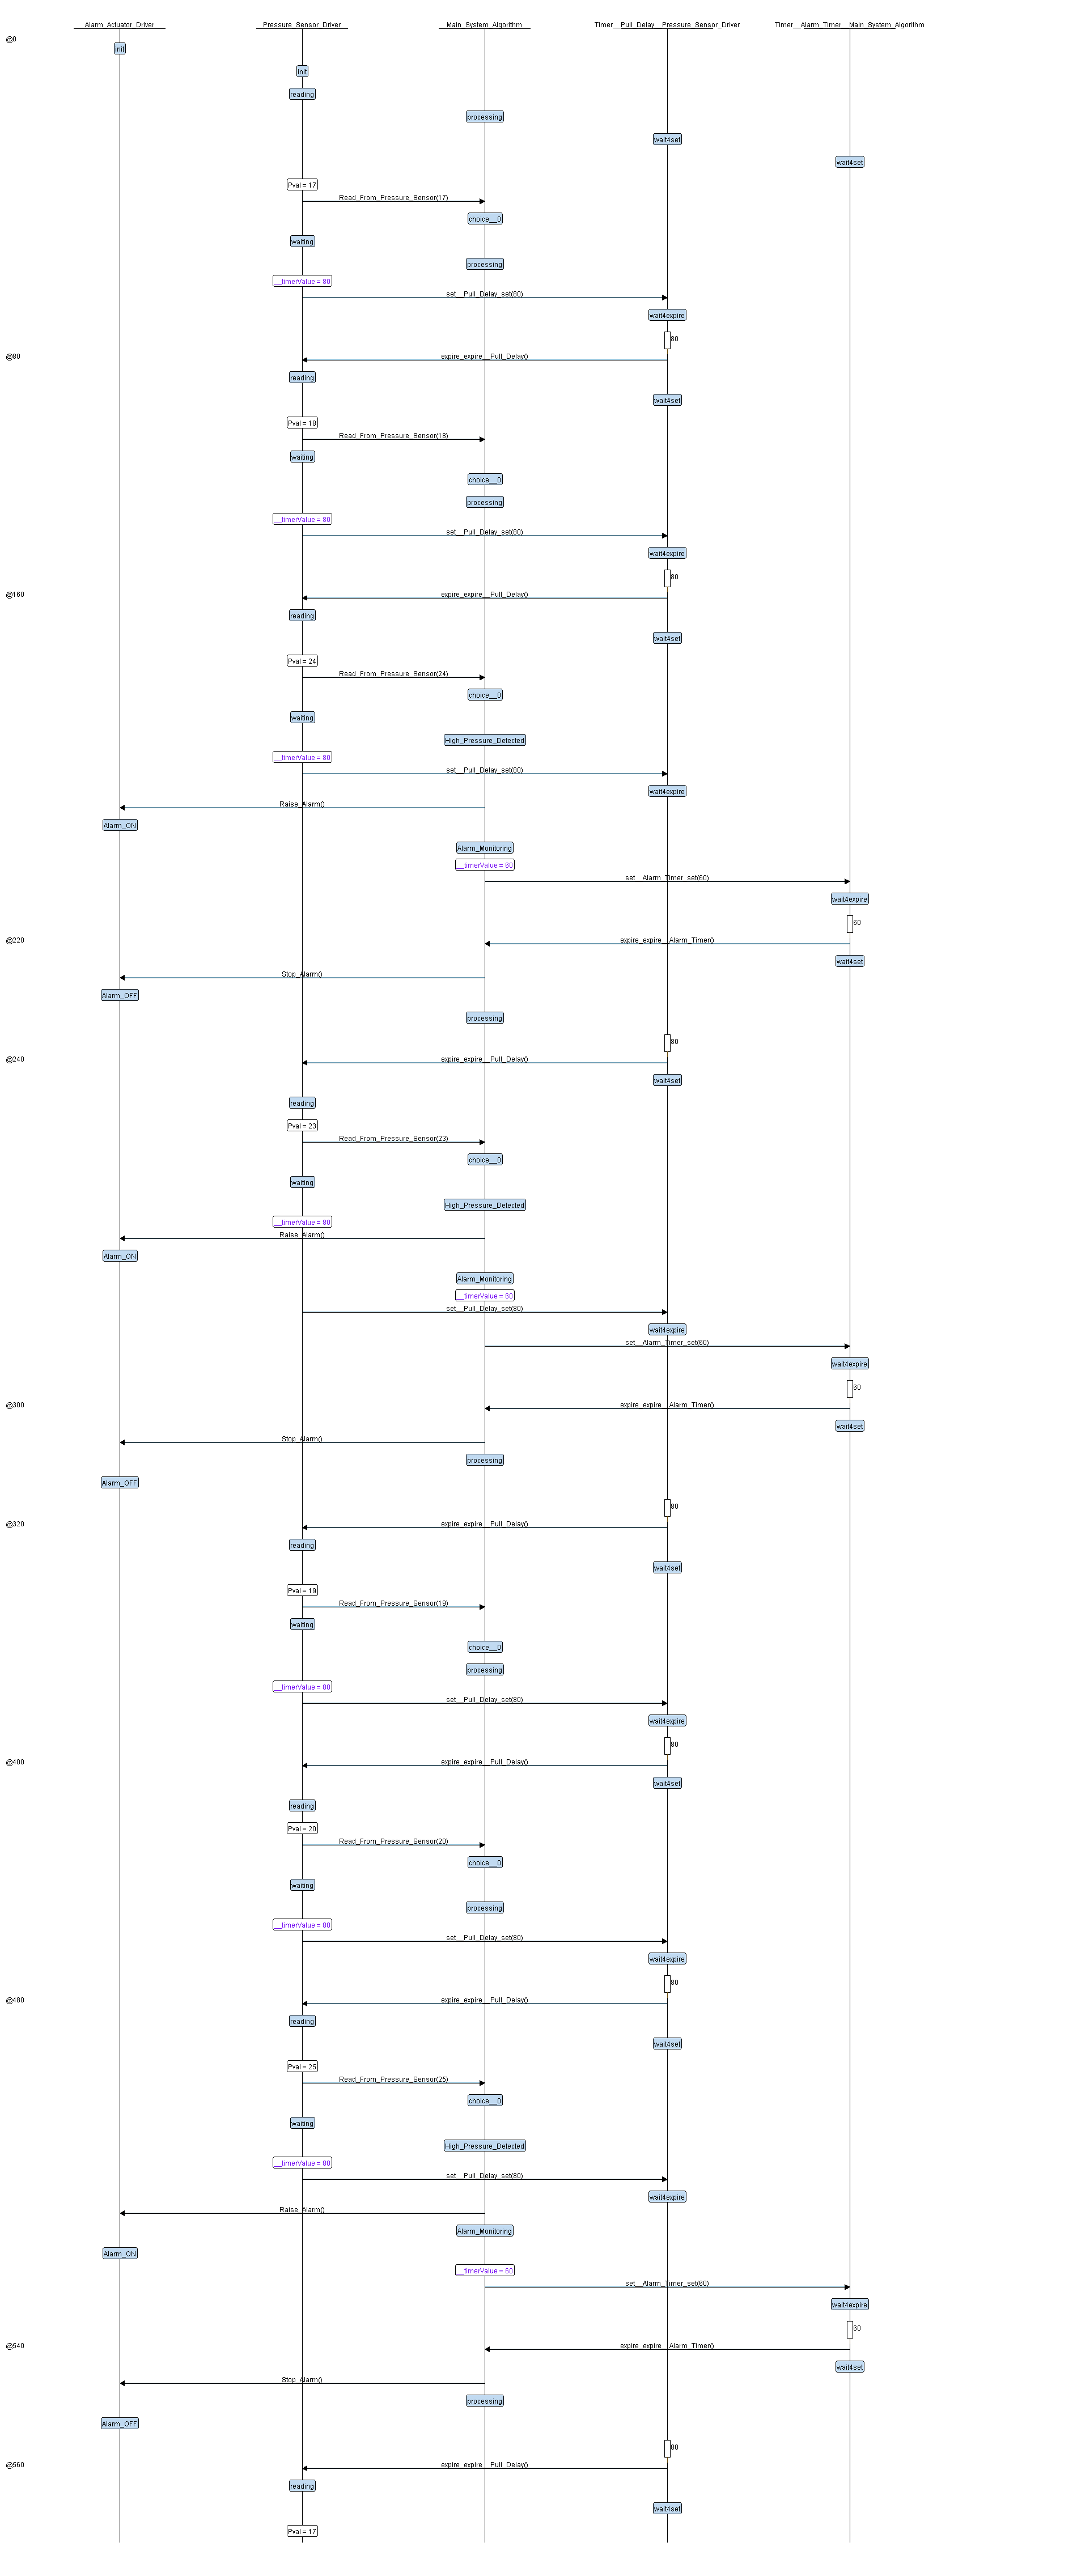 Alarm_Actuator_Driver Pressure_Sensor_Driver Main_System_Algorithm Timer__Pull_Delay__Pressure_Sensor_Driver Timer__Alarm_Timer__Main_System_Algorithm
@0
init
init
reading
processing
wait4set
wait4set
Pval = 17
Read_From_Pressure_Sensor(17)
choice__0
waiting
processing
__timerValue = 80
set__Pull_Delay_set(80)
wait4expire
80
@80 expire_expire__Pull_Delay()
reading
wait4set
Pval = 18
Read_From_Pressure_Sensor(18)
waiting
choice__0
processing
__timerValue = 80
set__Pull_Delay_set(80)
wait4expire
80
@160 expire_expire__Pull_Delay()
reading
wait4set
Pval = 24
Read_From_Pressure_Sensor(24)
choice__0
waiting
High_Pressure_Detected
__timerValue = 80
set__Pull_Delay_set(80)
wait4expire
Raise_Alarm()
Alarm_ON
Alarm_Monitoring
__timerValue = 60
set__Alarm_Timer_set(60)
wait4expire
60
@220 expire_expire__Alarm_Timer()
wait4set
Stop_Alarm()
Alarm_OFF
processing
80
@240 expire_expire__Pull_Delay()
wait4set
reading
Pval = 23
Read_From_Pressure_Sensor(23)
choice__0
waiting
High_Pressure_Detected
__timerValue = 80
Raise_Alarm()
Alarm_ON
Alarm_Monitoring
__timerValue = 60
set__Pull_Delay_set(80)
wait4expire
set__Alarm_Timer_set(60)
wait4expire
60
@300 expire_expire__Alarm_Timer()
wait4set
Stop_Alarm()
processing
Alarm_OFF
80
@320 expire_expire__Pull_Delay()
reading
wait4set
Pval = 19
Read_From_Pressure_Sensor(19)
waiting
choice__0
processing
__timerValue = 80
set__Pull_Delay_set(80)
wait4expire
80
@400 expire_expire__Pull_Delay()
wait4set
reading
Pval = 20
Read_From_Pressure_Sensor(20)
choice__0
waiting
processing
__timerValue = 80
set__Pull_Delay_set(80)
wait4expire
80
@480 expire_expire__Pull_Delay()
reading
wait4set
Pval = 25
Read_From_Pressure_Sensor(25)
choice__0
waiting
High_Pressure_Detected
__timerValue = 80
set__Pull_Delay_set(80)
wait4expire
Raise_Alarm()
Alarm_Monitoring
Alarm_ON
__timerValue = 60
set__Alarm_Timer_set(60)
wait4expire
60
@540 expire_expire__Alarm_Timer()
wait4set
Stop_Alarm()
processing
Alarm_OFF
80
@560 expire_expire__Pull_Delay()
reading
wait4set
Pval = 17